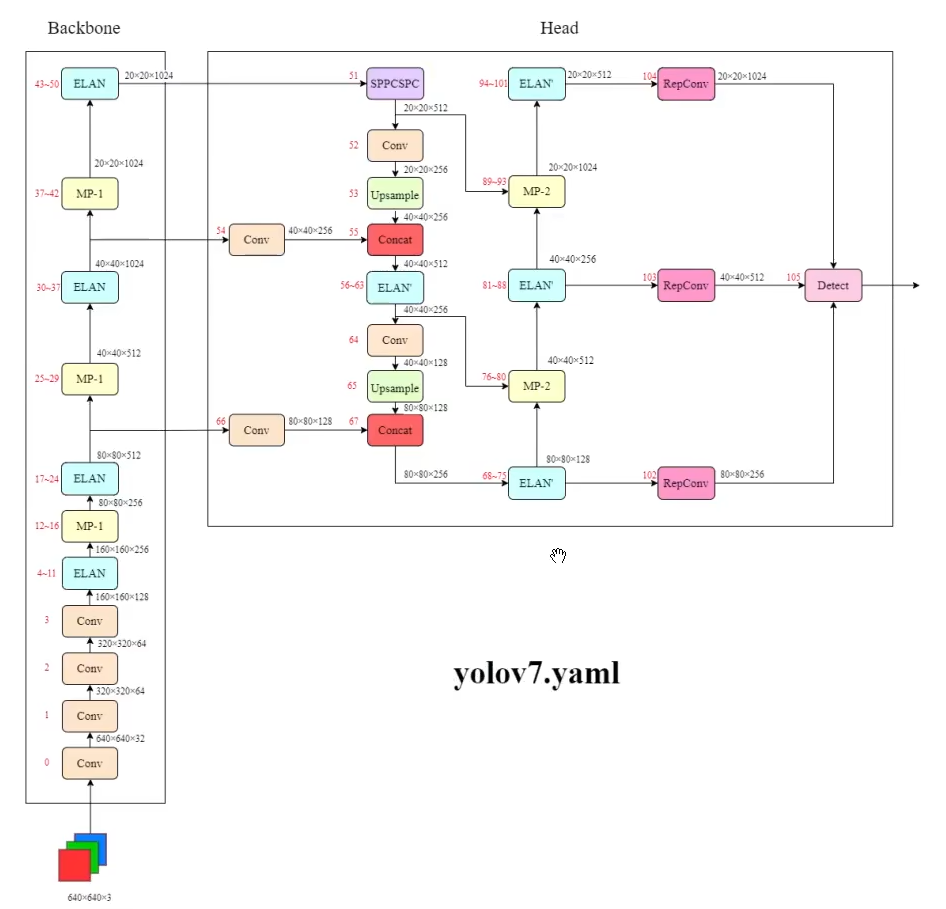 Backbone
Head
43~50 ELAN 20×20×1024
20×20×1024
37~42 MP-1
40×40×1024
30~37 ELAN
40×40×512
25~29 MP-1
80×80×512
17~24 ELAN
80×80×256
12~16 MP-1
160×160×256
4~11 ELAN
160×160×128
3 Conv
320×320×64
2 Conv
320×320×64
1 Conv
640×640×32
0 Conv
640×640×3
51 SPPCSPC
20×20×512
52 Conv
20×20×256
53 Upsample
40×40×256
54 Conv 40×40×256
55 Concat
40×40×512
56~63 ELAN'
40×40×256
64 Conv
40×40×128
65 Upsample
80×80×128
66 Conv 80×80×128
67 Concat
80×80×256
94~101 ELAN' 20×20×512
20×20×1024
89~93 MP-2
40×40×256
81~88 ELAN'
40×40×512
76~80 MP-2
80×80×128
68~75 ELAN'
104 RepConv 20×20×1024
103 RepConv 40×40×512
102 RepConv 80×80×256
105 Detect
yolov7.yaml